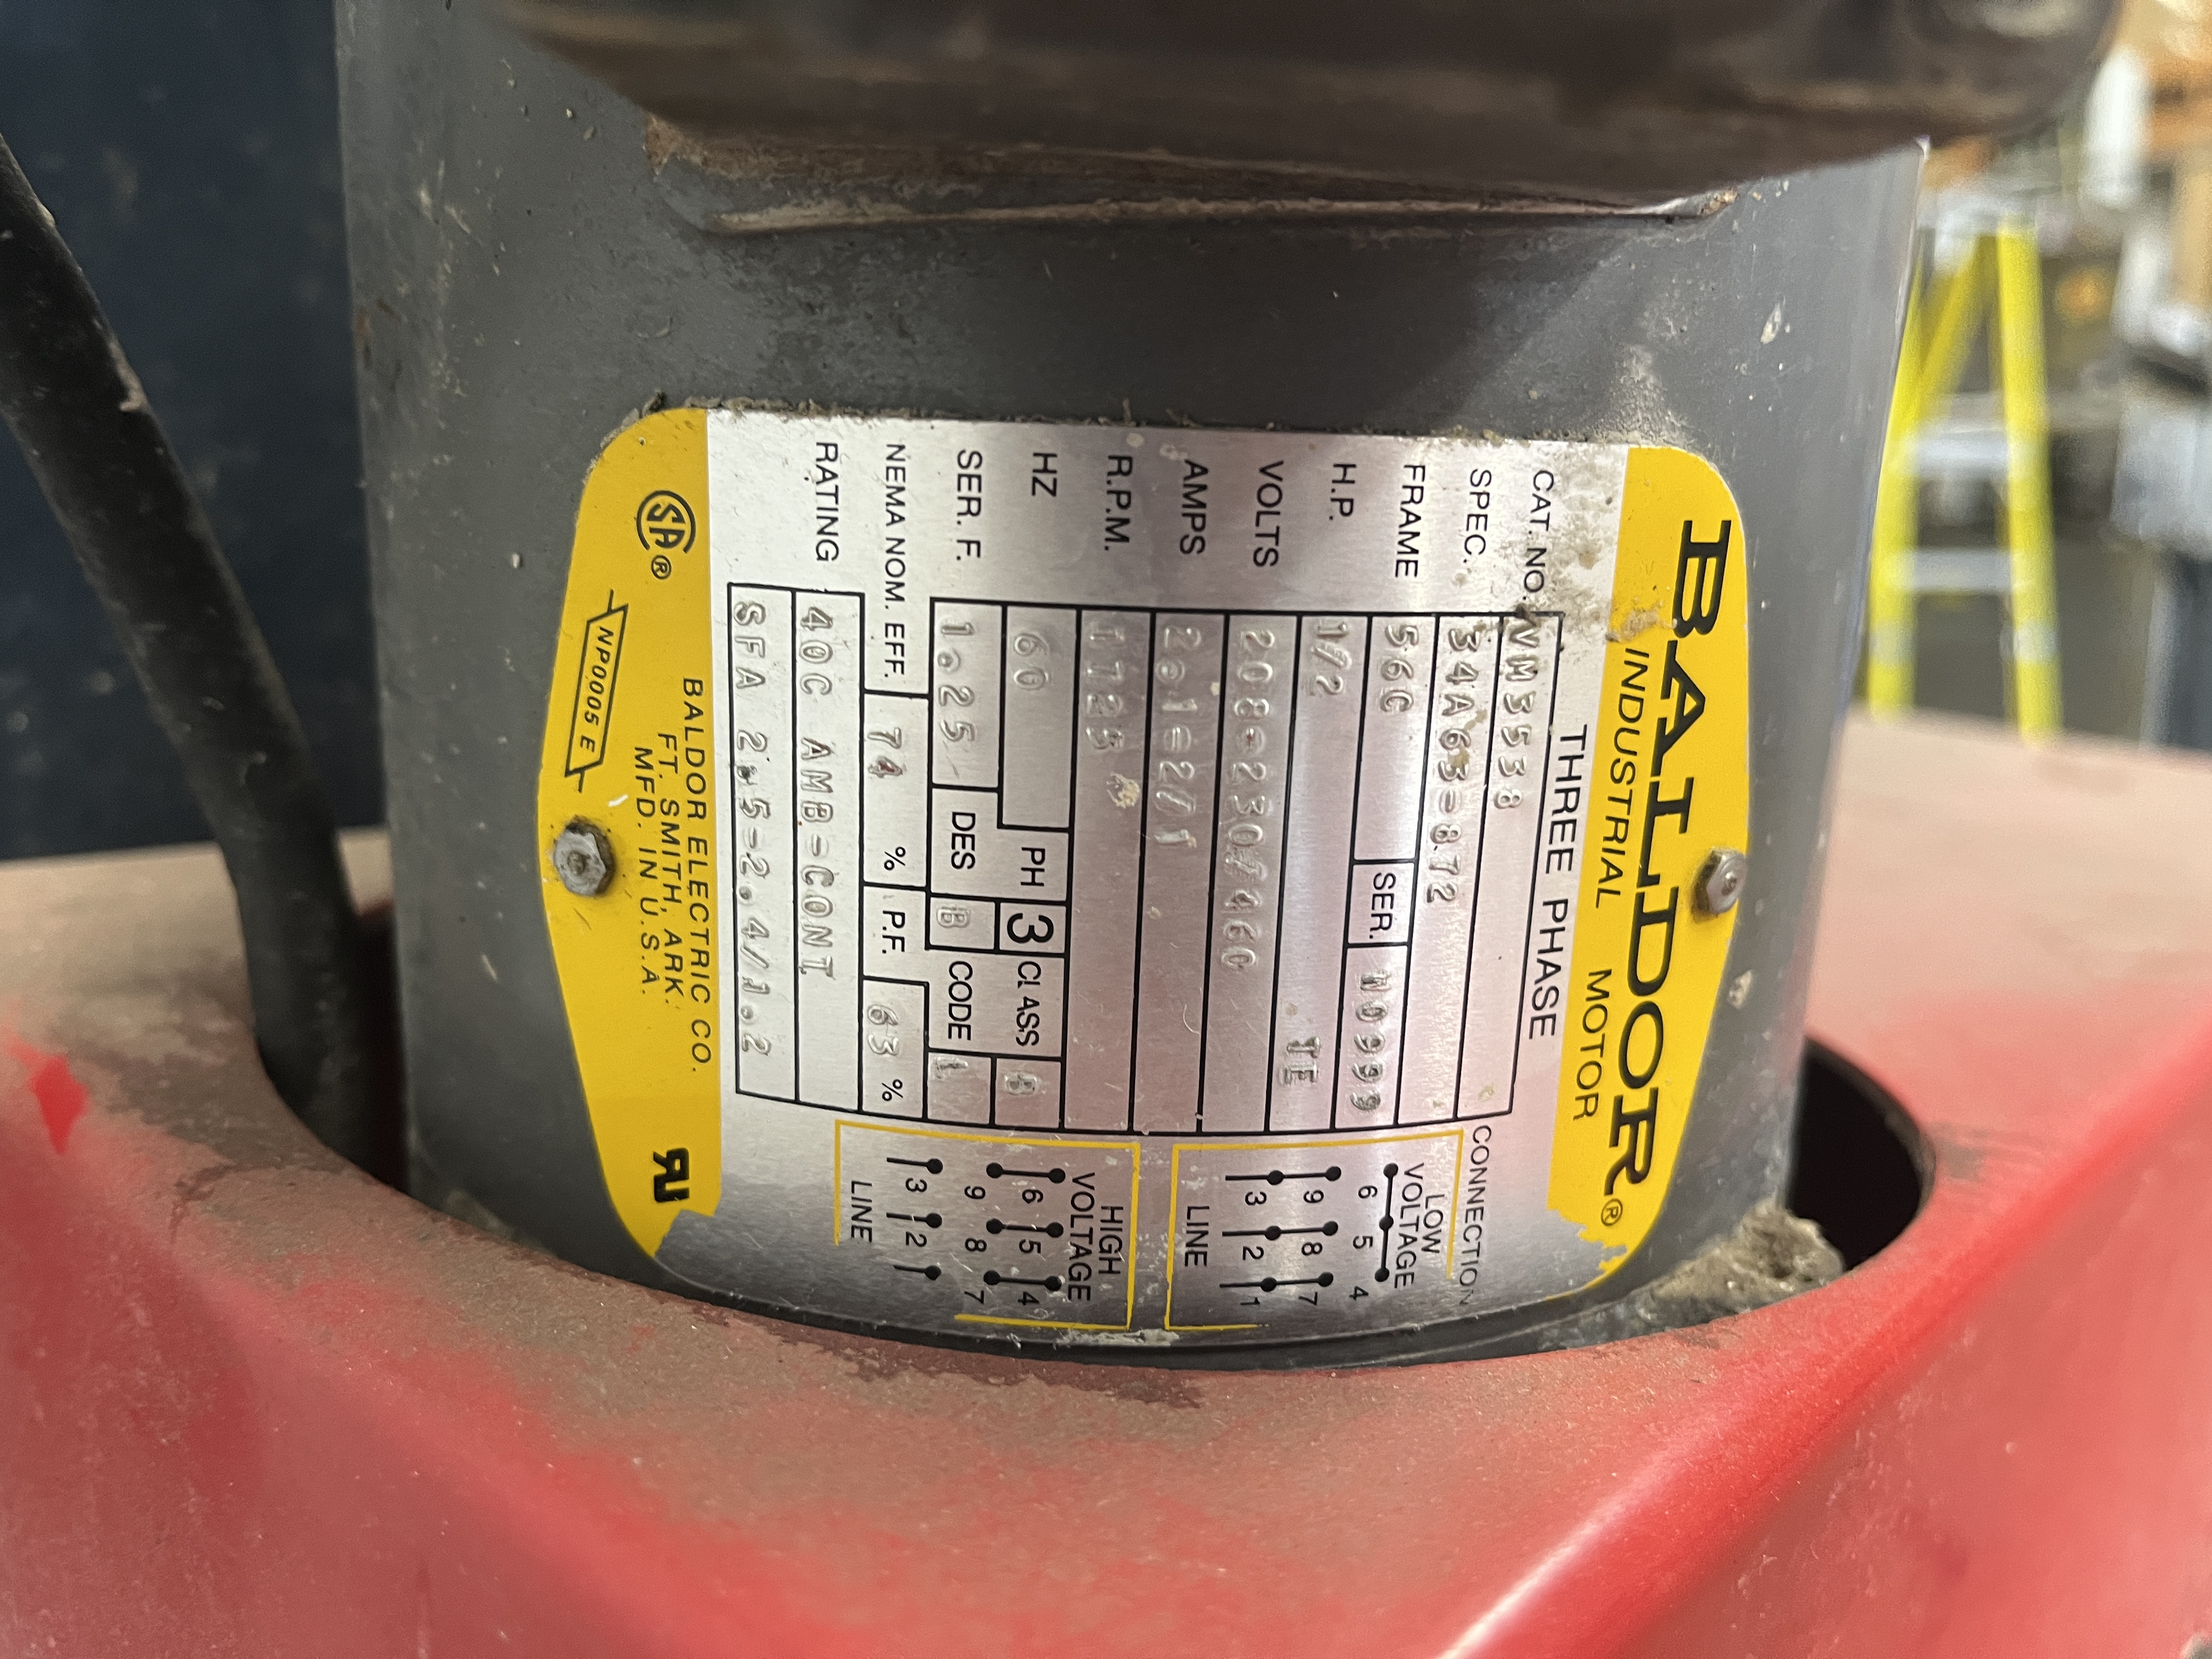 BALDOR®
INDUSTRIAL MOTOR
THREE PHASE
CAT. NO. VM3538
SPEC. 34A63-872
FRAME 56C SER. 10999
H.P. 1/2 TE
VOLTS 208-230/460
AMPS 2.1-2/1
R.P.M. 1725
HZ 60 PH 3 CLASS B
SER. F. 1.25 DES B CODE L
NEMA NOM. EFF. 74 % P.F. 63 %
RATING 40C AMB-CONT
SFA 2.5-2.4/1.2
CONNECTION
LOW
VOLTAGE
6 5 4
9 8 7
3 2 1
LINE
HIGH
VOLTAGE
6 5 4
9 8 7
3 2
LINE
SA ®
NP0005E
BALDOR ELECTRIC CO.
FT. SMITH, ARK.
MFD. IN U.S.A.
RU